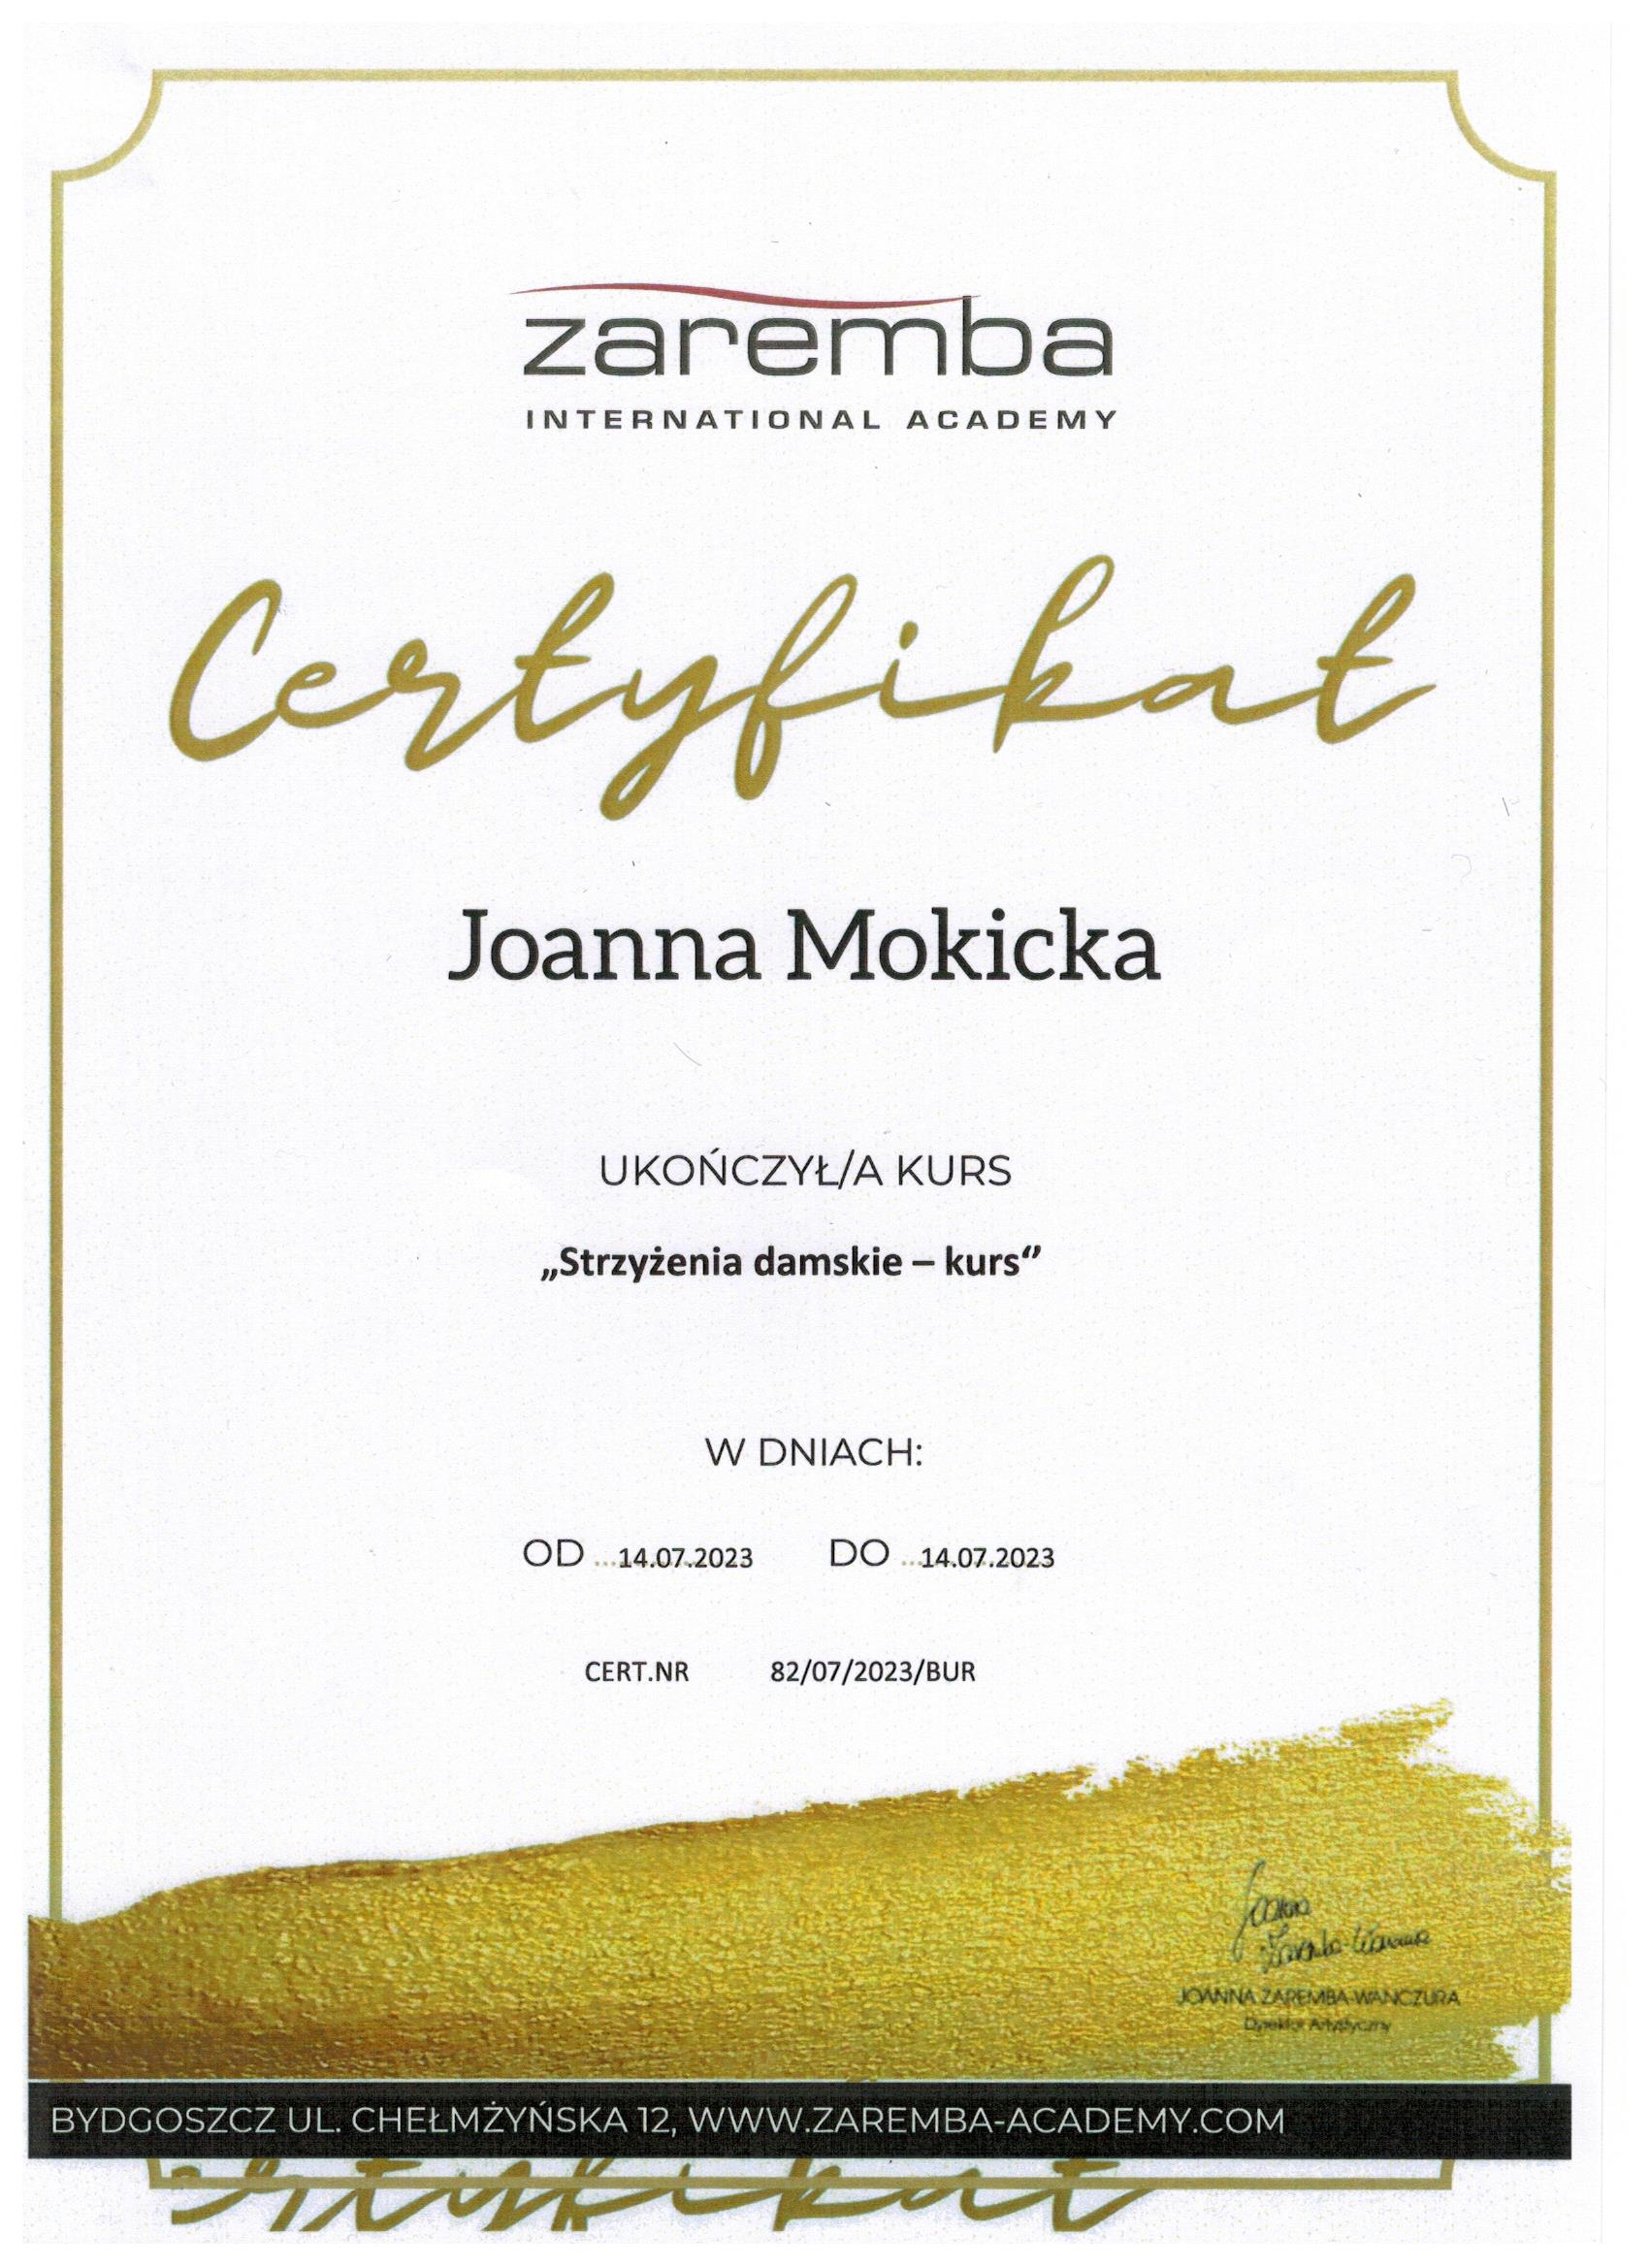 zaremba
INTERNATIONAL ACADEMY
Certyfikat
Joanna Mokicka
UKOŃCZYŁ/A KURS
„Strzyżenia damskie – kurs”
W DNIACH:
OD ... 14.07.2023 DO ... 14.07.2023
CERT.NR 82/07/2023/BUR
Joanna
Zaremba-Wanczura
JOANNA ZAREMBA-WANCZURA
Dyrektor Artystyczny
BYDGOSZCZ UL. CHEŁMŻYŃSKA 12, WWW.ZAREMBA-ACADEMY.COM
ertyfikat